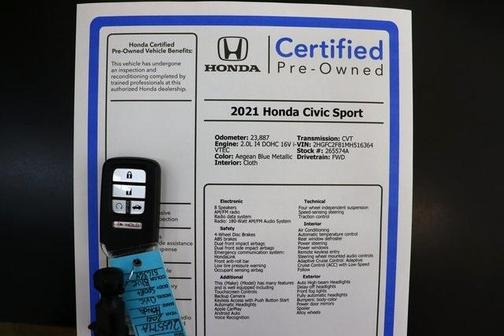 Honda Certified
Pre-Owned Vehicle Benefits:
This vehicle has undergone
an inspection and
reconditioning completed by
trained professionals at this
authorized Honda dealership.
HONDA
Certified
Pre-Owned
2021 Honda Civic Sport
Odometer: 23,887
Engine: 2.0L I4 DOHC 16V i-
VTEC
Color: Aegean Blue Metallic
Interior: Cloth
Transmission: CVT
VIN: 2HGFC2F81MH516364
Stock #: 265574A
Drivetrain: FWD
Electronic
8 Speakers
AM/FM radio
Radio data system
Radio: 180-Watt AM/FM Audio System
Safety
4-Wheel Disc Brakes
ABS brakes
Dual front impact airbags
Dual front side impact airbags
Emergency communication system:
HondaLink
Front anti-roll bar
Low tire pressure warning
Occupant sensing airbag
Additional
This (Make) (Model) has many features
and is well equipped including
Touchscreen Controls
Backup Camera
Keyless Access with Push Button Start
Automatic Headlights
Apple CarPlay
Android Auto
Voice Recognition
Technical
Four wheel independent suspension
Speed-sensing steering
Traction control
Interior
Air Conditioning
Automatic temperature control
Rear window defroster
Power steering
Power windows
Remote keyless entry
Steering wheel mounted audio controls
Adaptive Cruise Control: Adaptive
Cruise Control (ACC) with Low-Speed
Follow
Exterior
Auto High-beam Headlights
Delay-off headlights
Front fog lights
Fully automatic headlights
Bumpers: body-color
Power door mirrors
Spoiler
Alloy wheels